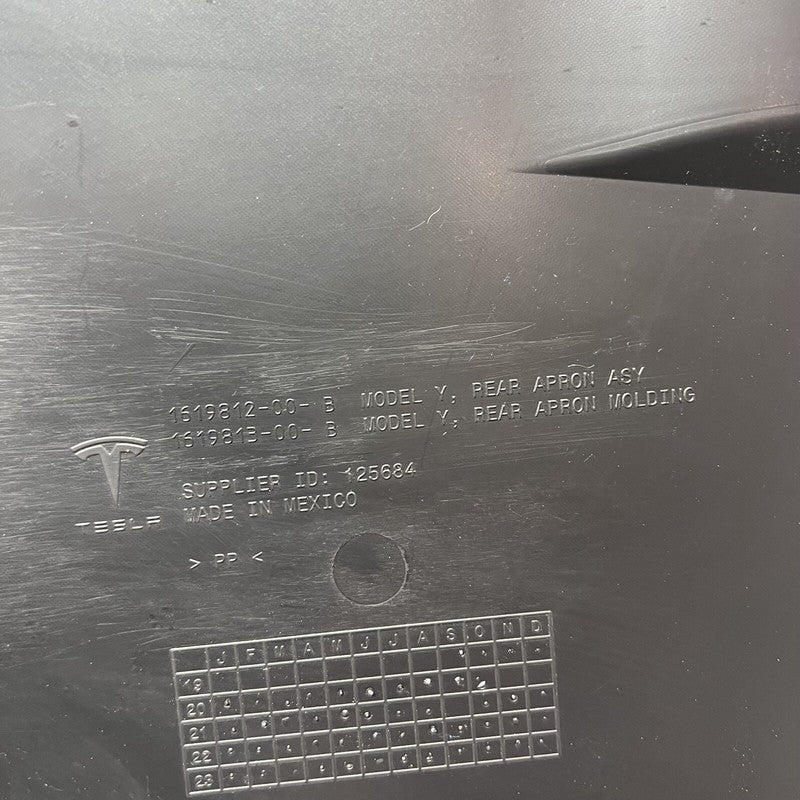 1619812-00- B MODEL Y, REAR APRON ASY
1619813-00- B MODEL Y, REAR APRON MOLDING
SUPPLIER ID: 125684
TESLA MADE IN MEXICO
> PP <
J F M A M J J A S O N D
19
20
21
22
23